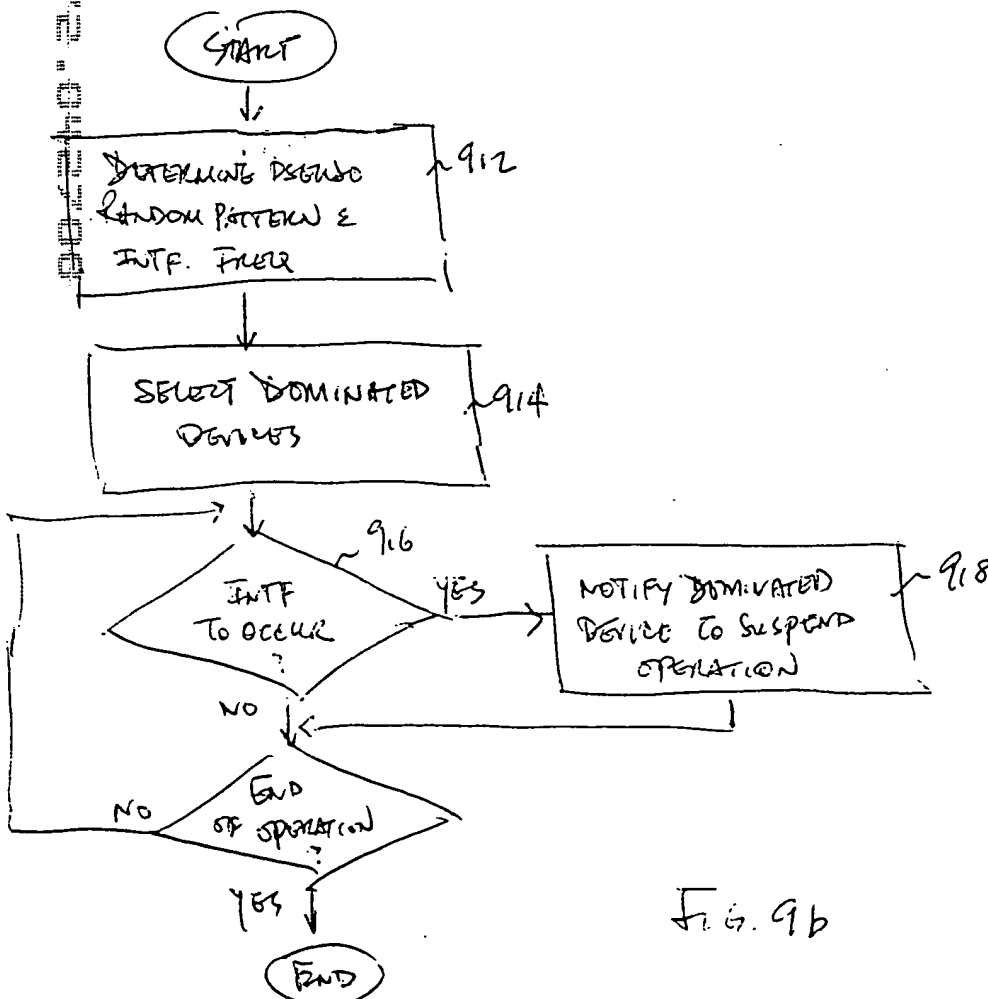 START
DETERMINE PSEUDO
RANDOM PATTERN &
INTF. FREQ
912
SELECT DOMINATED
DEVICES
914
INTF
TO OCCUR
?
916
YES
NOTIFY DOMINATED
DEVICE TO SUSPEND
OPERATION
918
NO
END
OF OPERATION
?
NO
YES
END
FIG. 9b